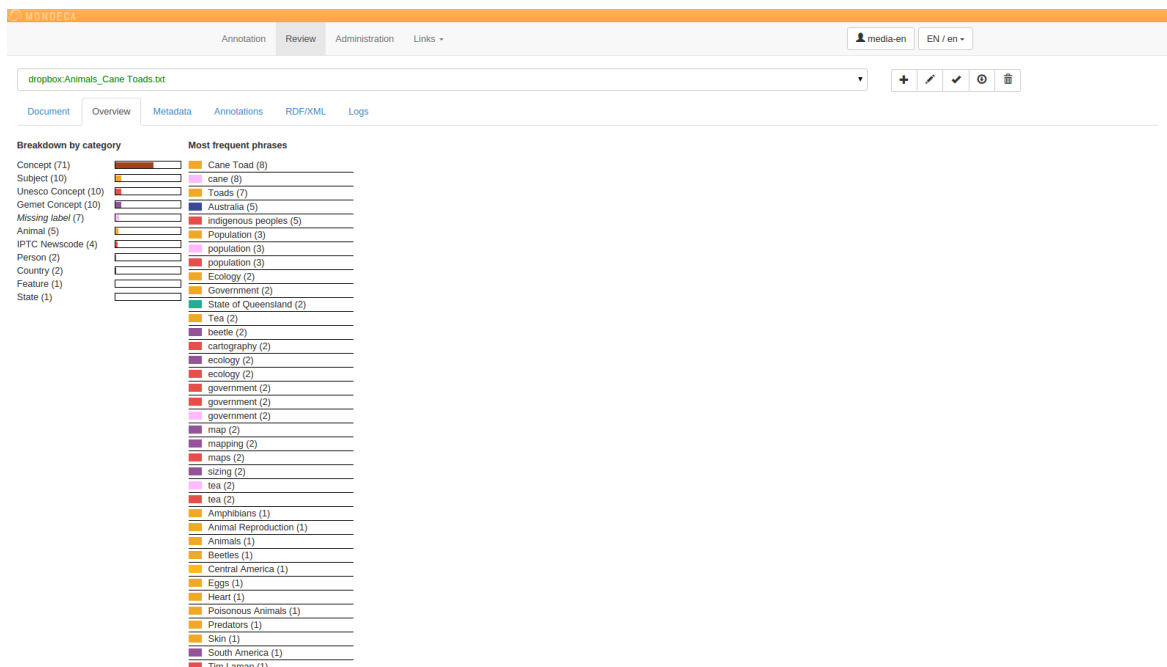 MONDECA
Annotation Review Administration Links
media-en EN / en
dropbox:Animals_Cane Toads.txt
Document Overview Metadata Annotations RDF/XML Logs
Breakdown by category
Concept (71)
Subject (10)
Unesco Concept (10)
Gemet Concept (10)
Missing label (7)
Animal (5)
IPTC Newscode (4)
Person (2)
Country (2)
Feature (1)
State (1)
Most frequent phrases
Cane Toad (8)
cane (8)
Toads (7)
Australia (5)
indigenous peoples (5)
Population (3)
population (3)
population (3)
Ecology (2)
Government (2)
State of Queensland (2)
Tea (2)
beetle (2)
cartography (2)
ecology (2)
ecology (2)
government (2)
government (2)
government (2)
map (2)
mapping (2)
maps (2)
sizing (2)
tea (2)
tea (2)
Amphibians (1)
Animal Reproduction (1)
Animals (1)
Beetles (1)
Central America (1)
Eggs (1)
Heart (1)
Poisonous Animals (1)
Predators (1)
Skin (1)
South America (1)
Tim Laman (1)